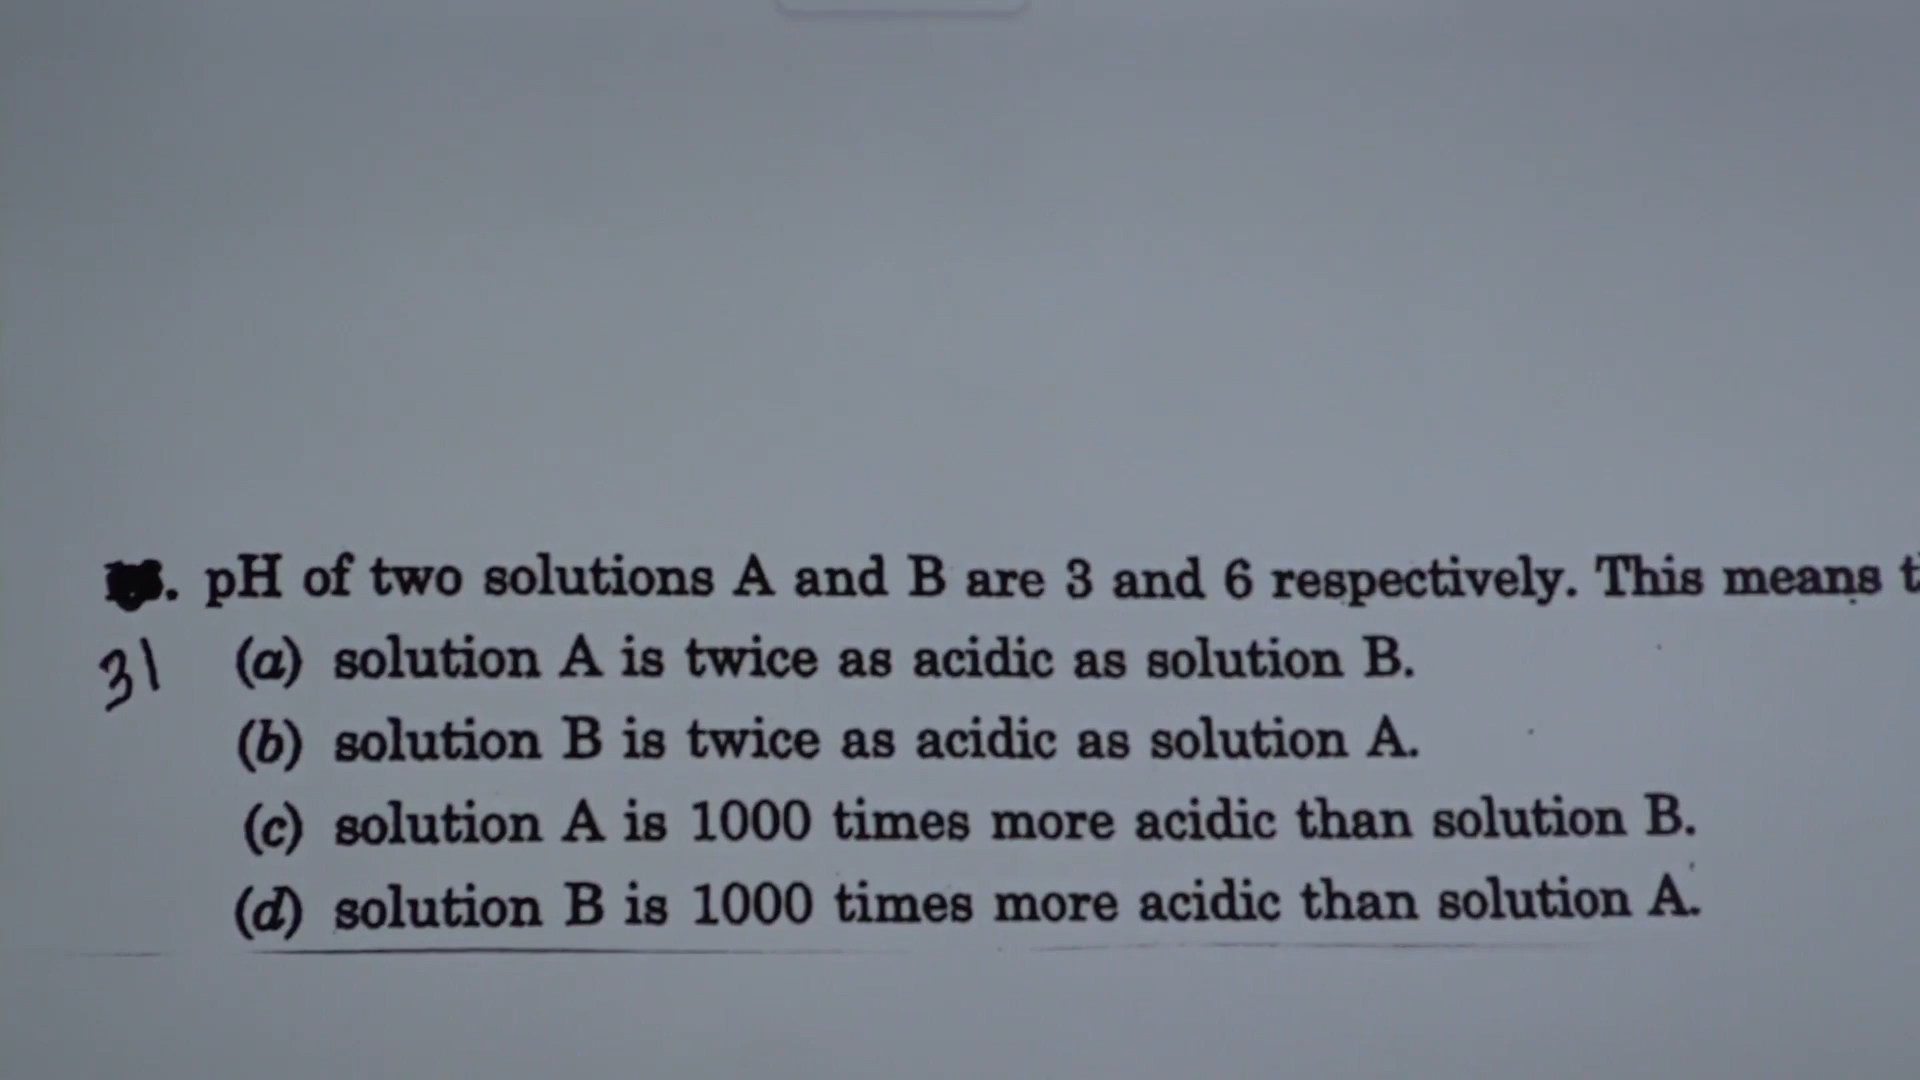 . pH of two solutions A and B are 3 and 6 respectively. This means
31 (a) solution A is twice as acidic as solution B.
(b) solution B is twice as acidic as solution A.
(c) solution A is 1000 times more acidic than solution B.
(d) solution B is 1000 times more acidic than solution A.